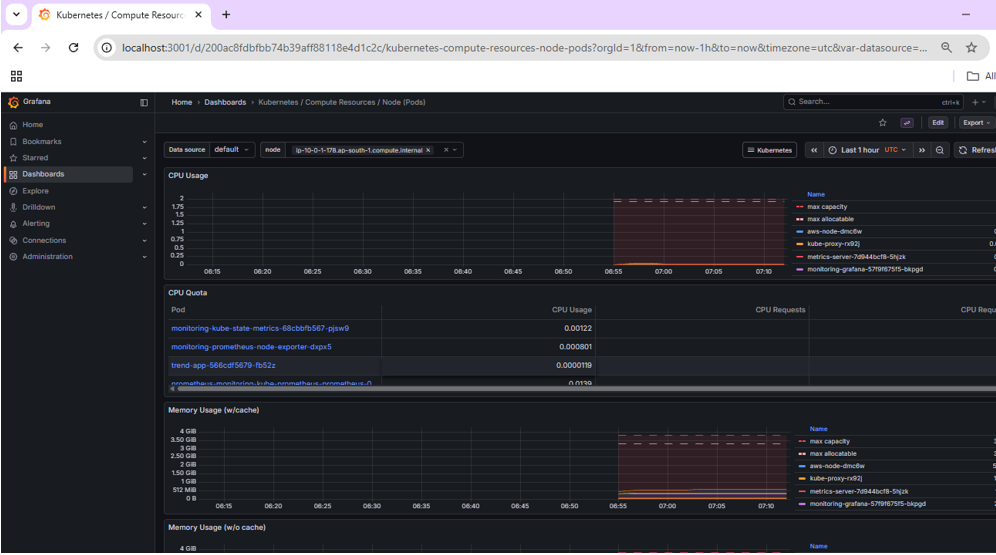 Kubernetes / Compute Resourc
localhost:3001/d/200ac8fdbfbb74b39aff88118e4d1c2c/kubernetes-compute-resources-node-pods?orgId=1&from=now-1h&to=now&timezone=utc&var-datasource=...
All
Grafana
Home › Dashboards › Kubernetes / Compute Resources / Node (Pods)
Search...
ctrl+k
Home
Bookmarks
Starred
Dashboards
Explore
Drilldown
Alerting
Connections
Administration
Edit
Export
Data source default
node ip-10-0-1-178.ap-south-1.compute.internal
Kubernetes
Last 1 hour UTC
Refresh
CPU Usage
2
1.75
1.5
1.25
1
0.75
0.5
0.25
0
06:15 06:20 06:25 06:30 06:35 06:40 06:45 06:50 06:55 07:00 07:05 07:10
Name
max capacity
max allocatable
aws-node-dmc6w
kube-proxy-rx92j
metrics-server-7d944bcf8-5hjzk
monitoring-grafana-57f9f675f5-bkpgd
CPU Quota
Pod CPU Usage CPU Requests CPU Requ
monitoring-kube-state-metrics-68cbbfb567-pjsw9 0.00122
monitoring-prometheus-node-exporter-dxpx5 0.000801
trend-app-566cdf5679-fb52z 0.0000119
prometheus-monitoring-kube-prometheus-prometheus-0 0.0139
Memory Usage (w/cache)
4 GiB
3.50 GiB
3 GiB
2.50 GiB
2 GiB
1.50 GiB
1 GiB
512 MiB
0 B
06:15 06:20 06:25 06:30 06:35 06:40 06:45 06:50 06:55 07:00 07:05 07:10
Name
max capacity
max allocatable
aws-node-dmc6w
kube-proxy-rx92j
metrics-server-7d944bcf8-5hjzk
monitoring-grafana-57f9f675f5-bkpgd
Memory Usage (w/o cache)
4 GiB
Name